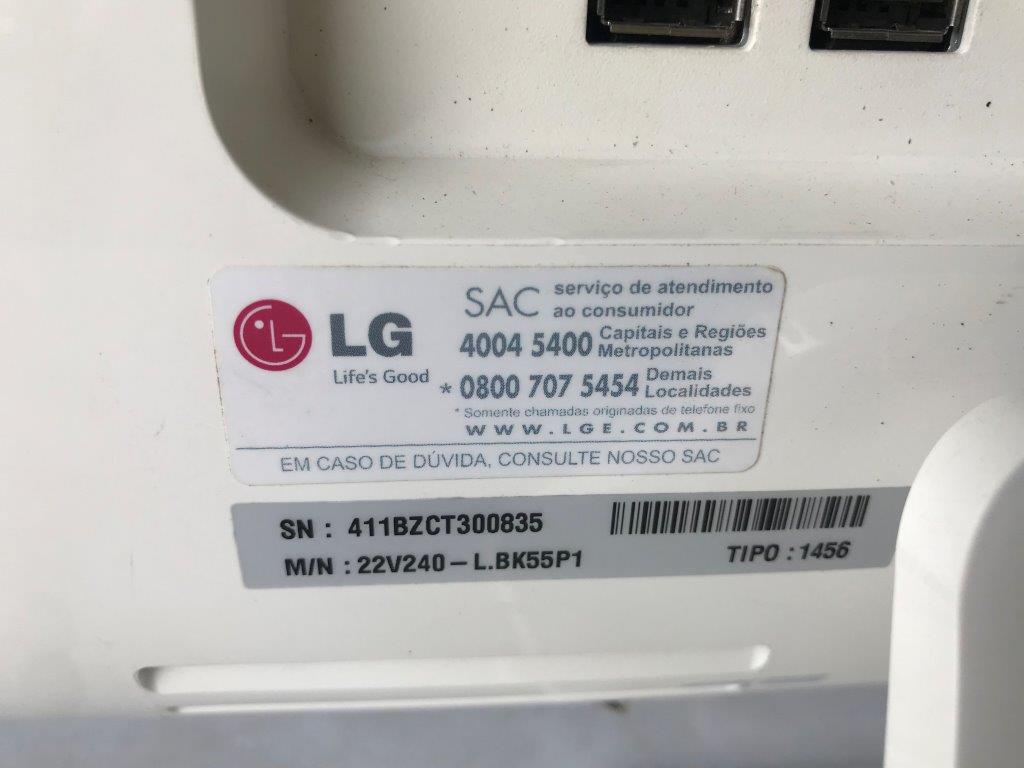 LG
Life's Good
SAC serviço de atendimento ao consumidor
4004 5400 Capitais e Regiões Metropolitanas
* 0800 707 5454 Demais Localidades
* Somente chamadas originadas de telefone fixo
WWW.LGE.COM.BR
EM CASO DE DÚVIDA, CONSULTE NOSSO SAC
SN : 411BZCT300835
M/N : 22V240-L.BK55P1
TIPO : 1456